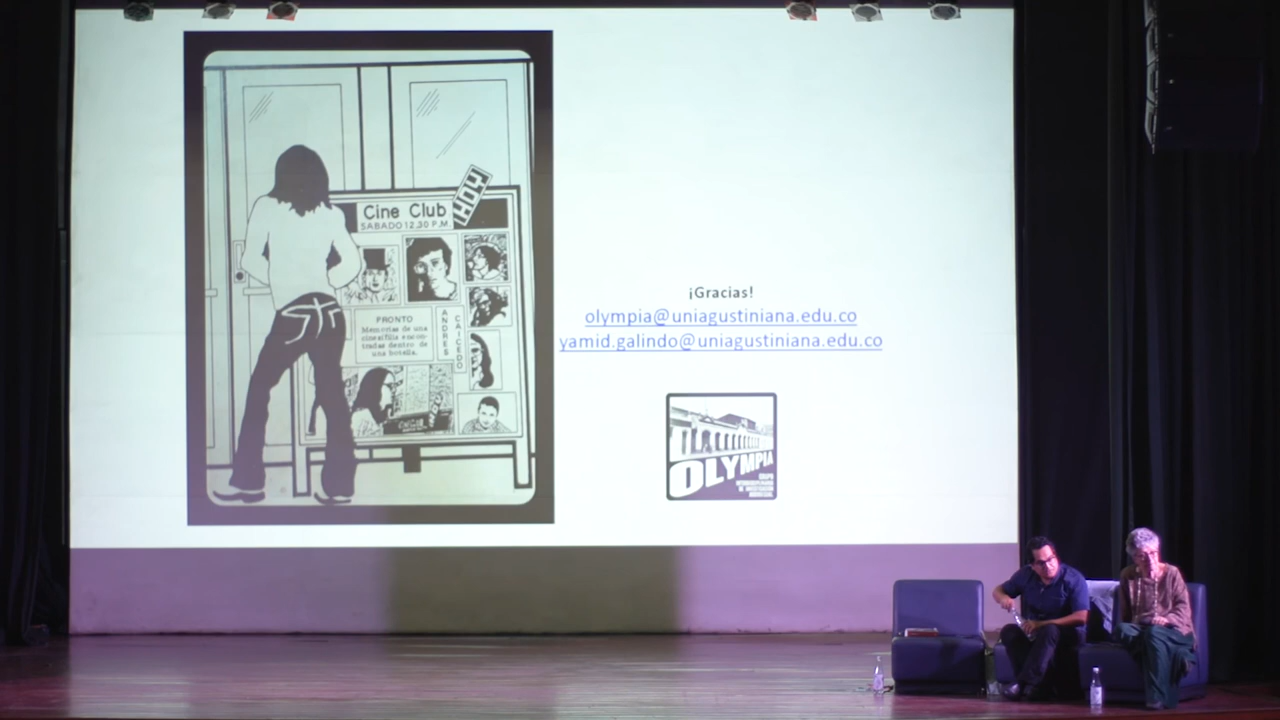 HOY
Cine Club
SABADO 12.30 P.M.
PRONTO
Memorias de una
cinesifilis encon-
tradas dentro de
una botella.
ANDRES
CAICEDO
¡Gracias!
olympia@uniagustiniana.edu.co
yamid.galindo@uniagustiniana.edu.co
OLYMPIA